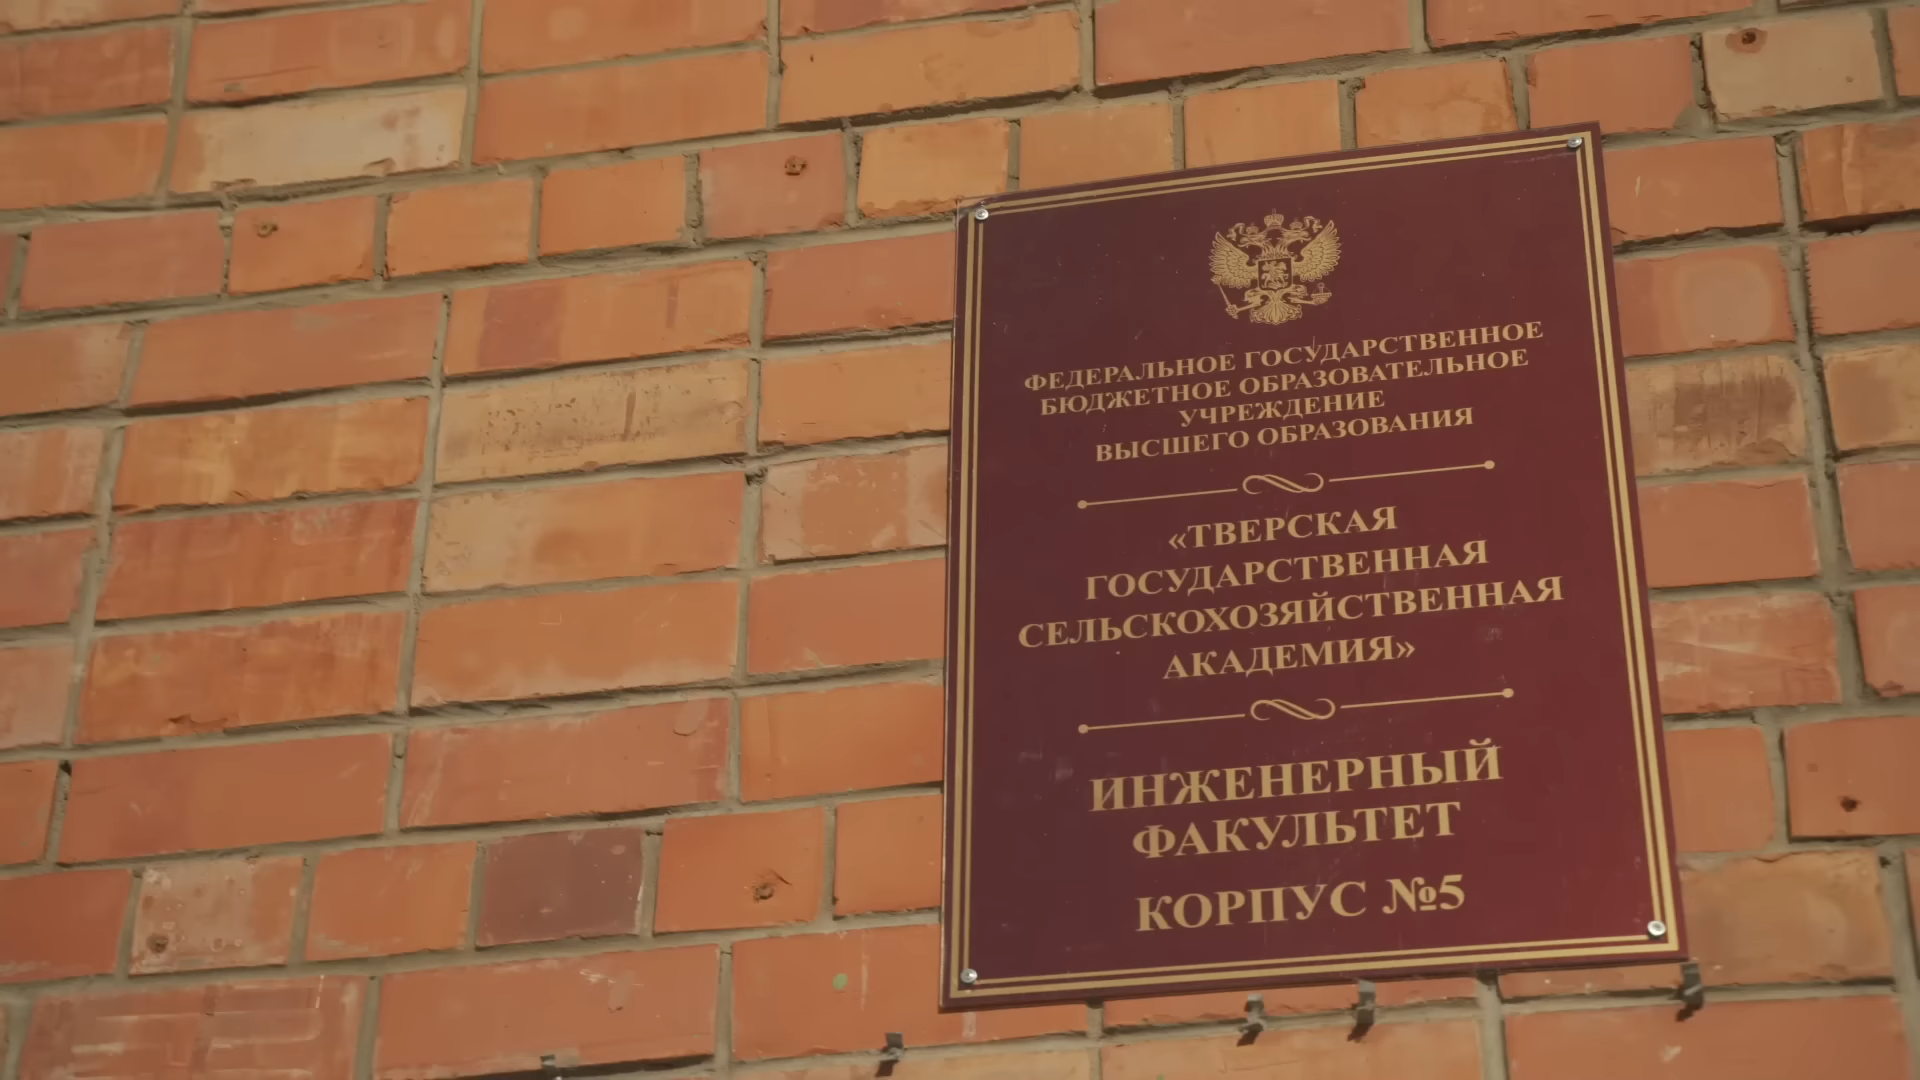 ФЕДЕРАЛЬНОЕ ГОСУДАРСТВЕННОЕ
БЮДЖЕТНОЕ ОБРАЗОВАТЕЛЬНОЕ
УЧРЕЖДЕНИЕ
ВЫСШЕГО ОБРАЗОВАНИЯ
«ТВЕРСКАЯ
ГОСУДАРСТВЕННАЯ
СЕЛЬСКОХОЗЯЙСТВЕННАЯ
АКАДЕМИЯ»
ИНЖЕНЕРНЫЙ
ФАКУЛЬТЕТ
КОРПУС №5